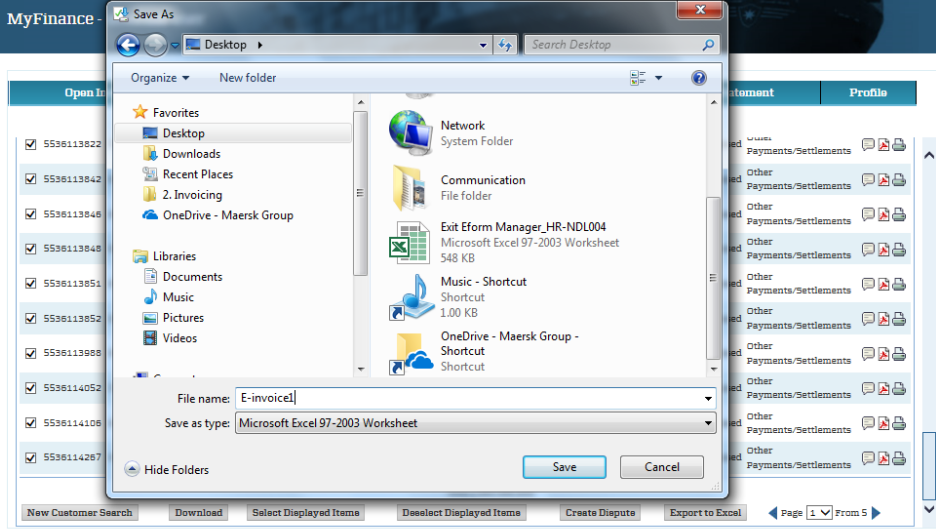 MyFinance -
Save As
Desktop
Search Desktop
Organize
New folder
Favorites
Desktop
Downloads
Recent Places
2. Invoicing
OneDrive - Maersk Group
Libraries
Documents
Music
Pictures
Videos
Network
System Folder
Communication
File folder
Exit Eform Manager_HR-NDL004
Microsoft Excel 97-2003 Worksheet
548 KB
Music - Shortcut
Shortcut
1.00 KB
OneDrive - Maersk Group -
Shortcut
Shortcut
File name: E-invoice1
Save as type: Microsoft Excel 97-2003 Worksheet
Hide Folders
Save
Cancel
Open In
atement
Profile
5536113822
Other
Payments/Settlements
5536113842
Other
Payments/Settlements
5536113846
Other
Payments/Settlements
5536113848
Other
Payments/Settlements
5536113851
Other
Payments/Settlements
5536113852
Other
Payments/Settlements
5536113988
Other
Payments/Settlements
5536114052
Other
Payments/Settlements
5536114106
Other
Payments/Settlements
5536114267
Other
Payments/Settlements
New Customer Search
Download
Select Displayed Items
Deselect Displayed Items
Create Dispute
Export to Excel
Page 1 From 5